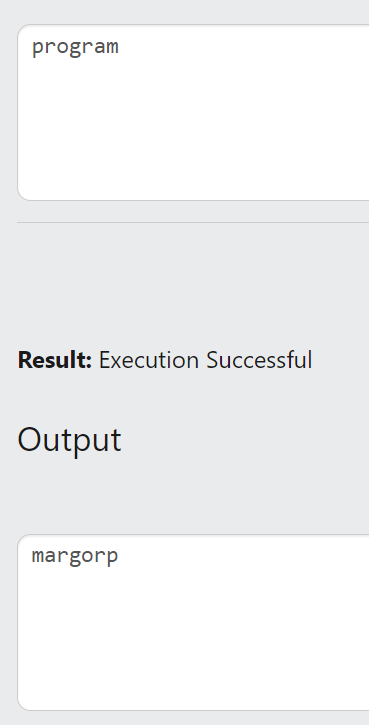 program
Result: Execution Successful
Output
margorp